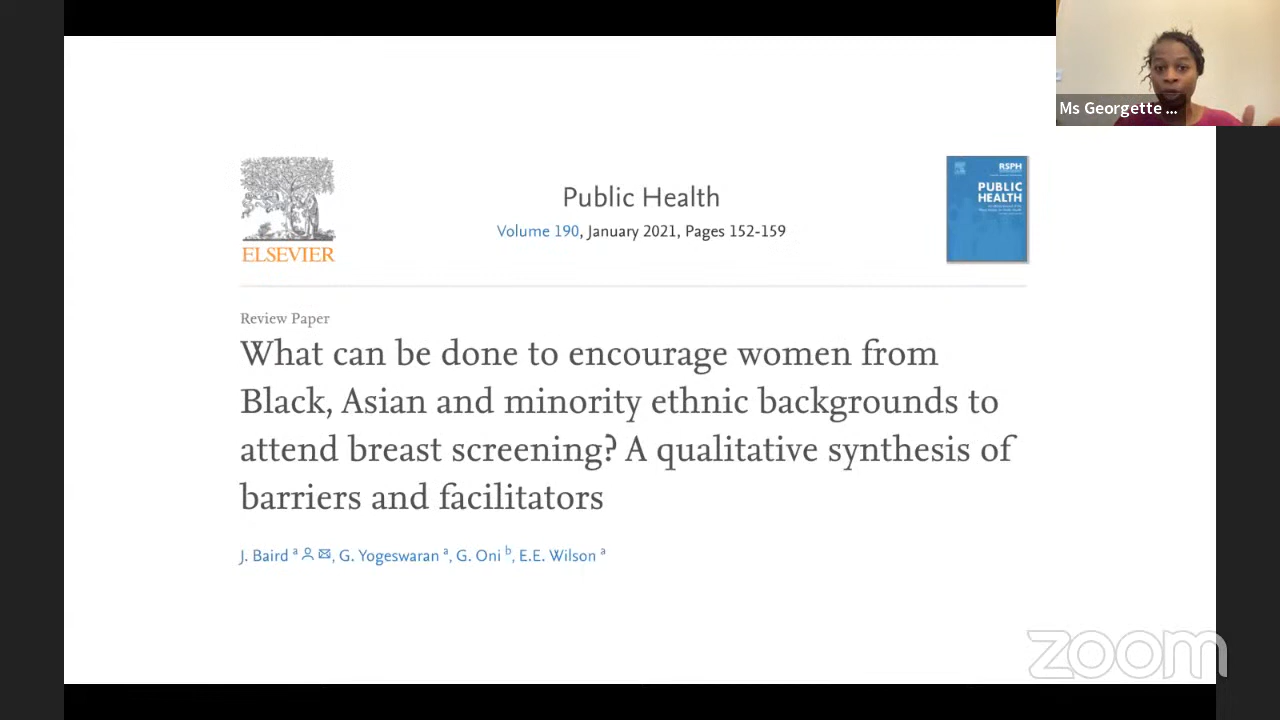 Ms Georgette ...
ELSEVIER
Public Health
Volume 190, January 2021, Pages 152-159
RSPH
PUBLIC
HEALTH
Review Paper
What can be done to encourage women from
Black, Asian and minority ethnic backgrounds to
attend breast screening? A qualitative synthesis of
barriers and facilitators
J. Baird a, G. Yogeswaran a, G. Oni b, E.E. Wilson a
zoom